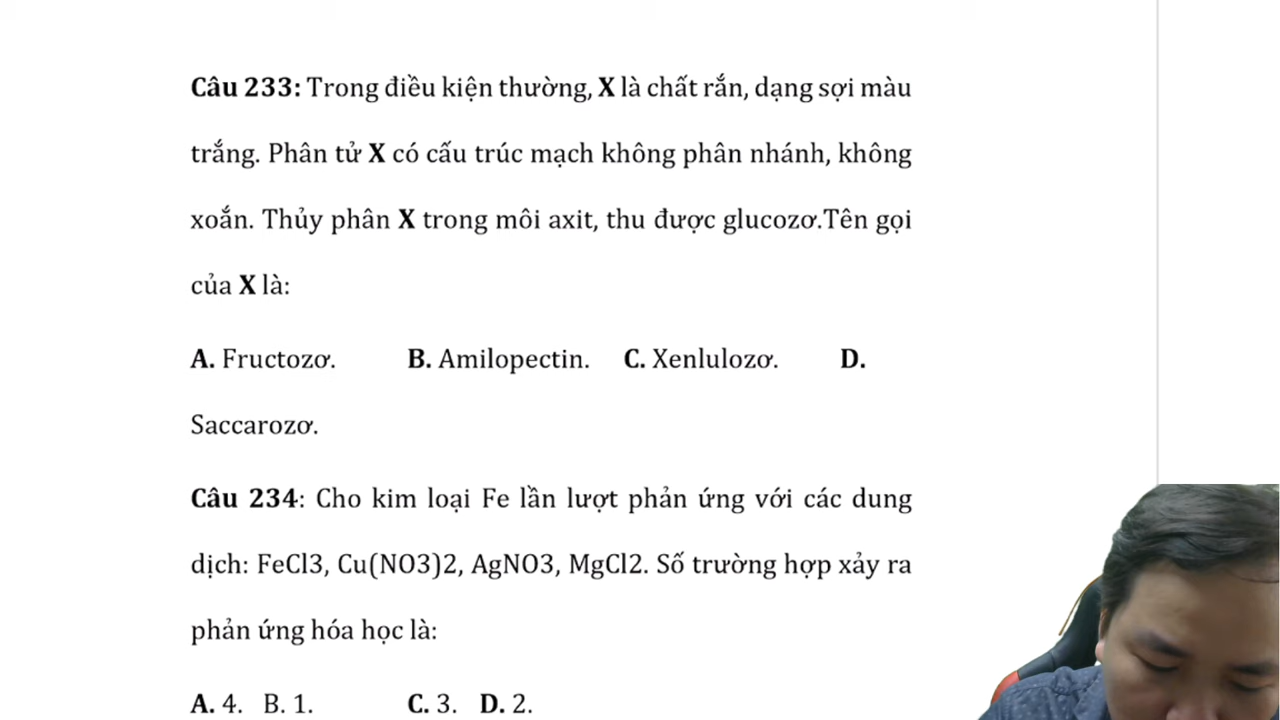 Câu 233: Trong điều kiện thường, X là chất rắn, dạng sợi màu
trắng. Phân tử X có cấu trúc mạch không phân nhánh, không
xoắn. Thủy phân X trong môi axit, thu được glucozơ.Tên gọi
của X là:
A. Fructozơ. B. Amilopectin. C. Xenlulozơ. D.
Saccarozơ.
Câu 234: Cho kim loại Fe lần lượt phản ứng với các dung
dịch: FeCl3, Cu(NO3)2, AgNO3, MgCl2. Số trường hợp xảy ra
phản ứng hóa học là:
A. 4. B. 1. C. 3. D. 2.